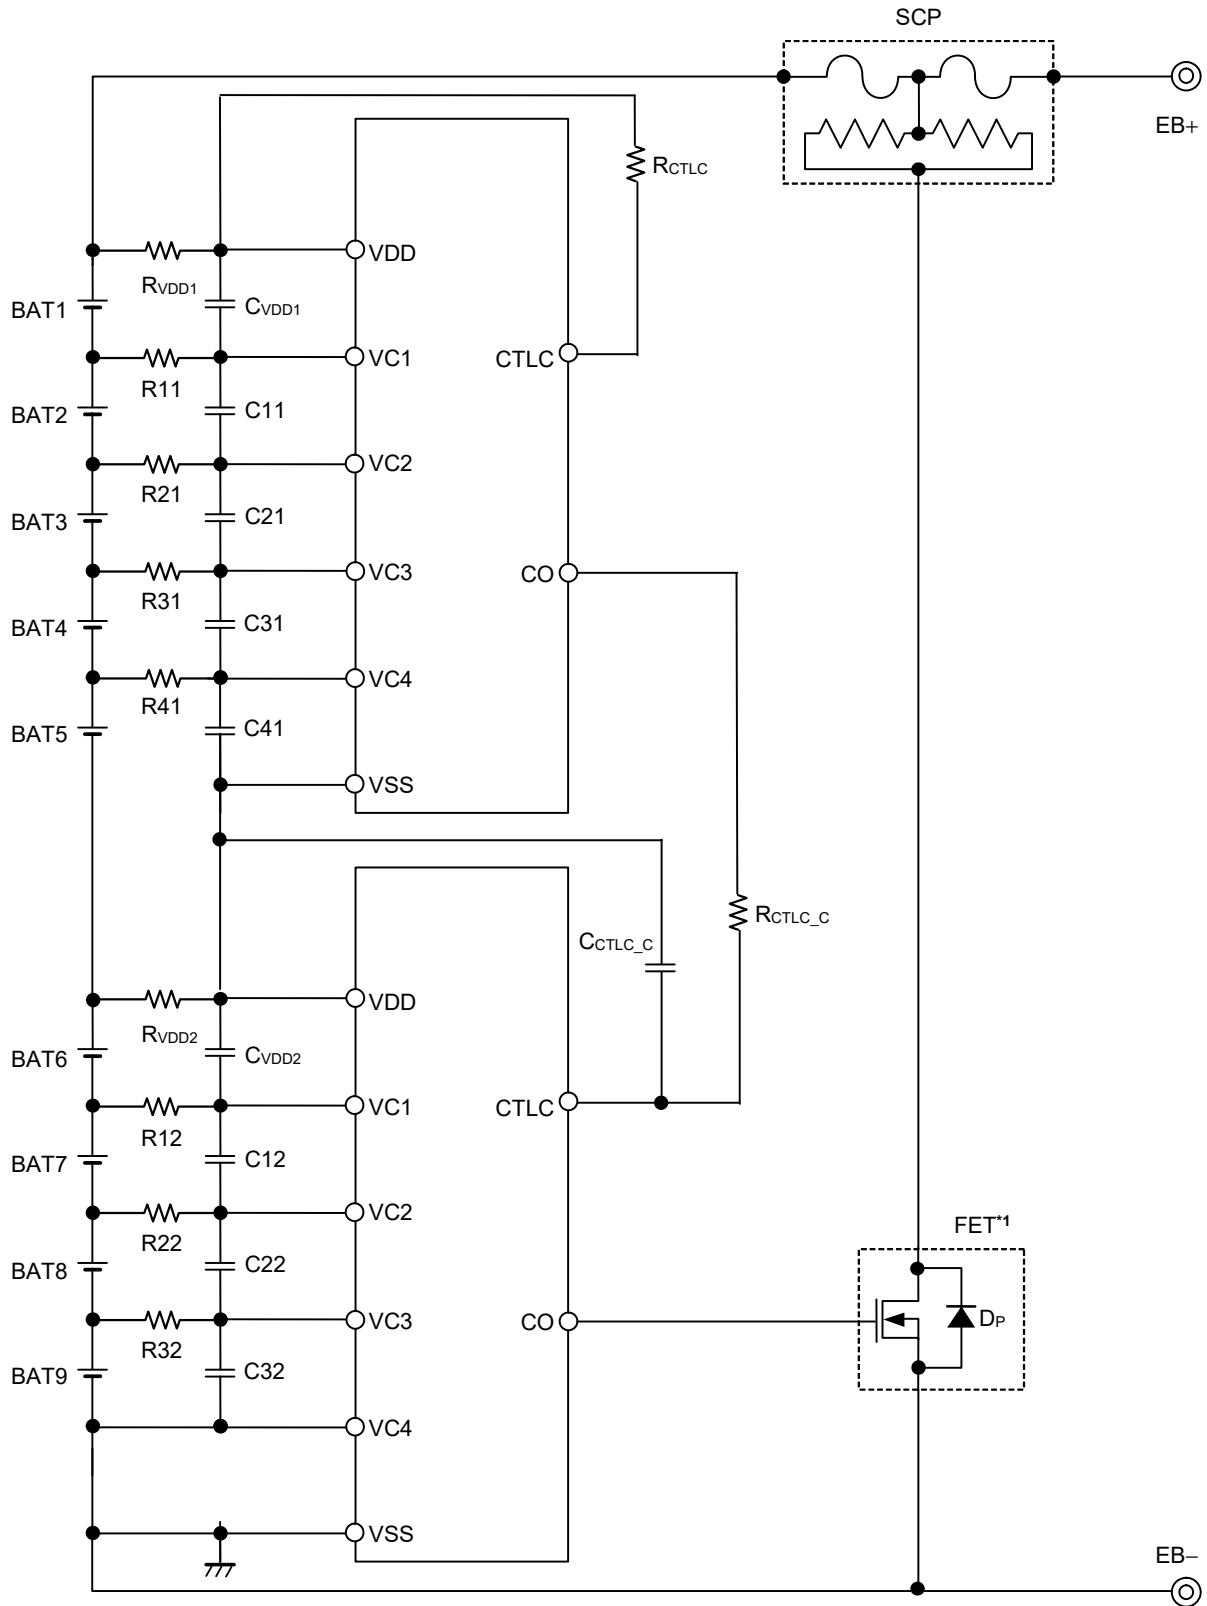 SCP
EB+
RCTLC
VDD
RVDD1
CVDD1
BAT1
VC1
CTLC
R11
BAT2
C11
VC2
R21
BAT3
C21
VC3
CO
R31
BAT4
C31
VC4
R41
BAT5
C41
VSS
RCTLC_C
CCTLC_C
VDD
RVDD2
BAT6
CVDD2
VC1
CTLC
R12
BAT7
C12
VC2
R22
FET*1
BAT8
C22
VC3
CO
DP
R32
BAT9
C32
VC4
VSS
EB−